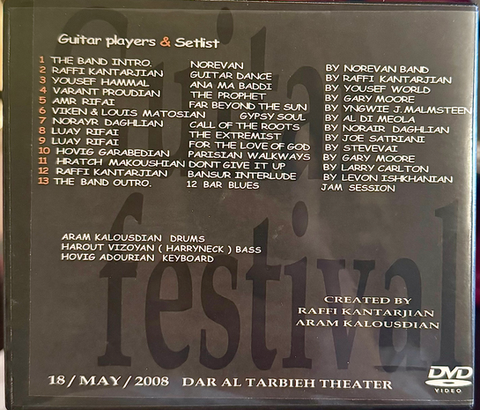 Guitar festival
Guitar players & Setlist
1 THE BAND INTRO. NOREVAN BY NOREVAN BAND
2 RAFFI KANTARJIAN GUITAR DANCE BY RAFFI KANTARJIAN
3 YOUSEF HAMMAL ANA MA BADDI BY YOUSEF WORLD
4 VARANT PROUDIAN THE PROPHET BY GARY MOORE
5 AMR RIFAI FAR BEYOND THE SUN BY YNGWIE J.MALMSTEEN
6 VIKEN & LOUIS MATOSIAN GYPSY SOUL BY AL DI MEOLA
7 NORAYR DAGHLIAN CALL OF THE ROOTS BY NORAIR DAGHLIAN
8 LUAY RIFAI THE EXTREMIST BY JOE SATRIANI
9 LUAY RIFAI FOR THE LOVE OF GOD BY STEVEVAI
10 HOVIG GARABEDIAN PARISIAN WALKWAYS BY GARY MOORE
11 HRATCH MAKOUSHIAN DONT GIVE IT UP BY LARRY CARLTON
12 RAFFI KANTARJIAN BANSUR INTERLUDE BY LEVON ISHKHANIAN
13 THE BAND OUTRO. 12 BAR BLUES JAM SESSION
ARAM KALOUSDIAN DRUMS
HAROUT VIZOYAN ( HARRYNECK ) BASS
HOVIG ADOURIAN KEYBOARD
CREATED BY
RAFFI KANTARJIAN
ARAM KALOUSDIAN
18/MAY/2008 DAR AL TARBIEH THEATER
DVD
VIDEO